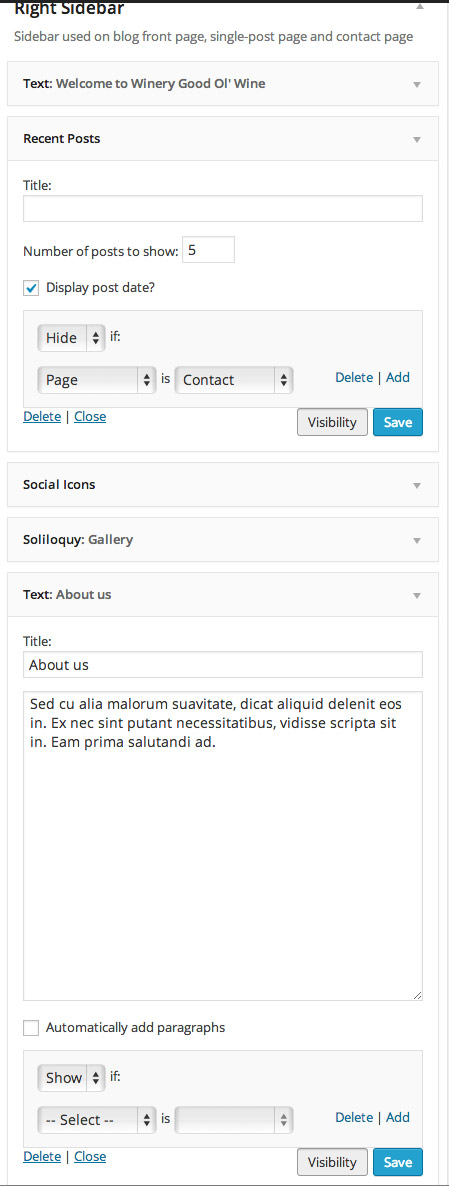 Right Sidebar
Sidebar used on blog front page, single-post page and contact page
Text: Welcome to Winery Good Ol' Wine
Recent Posts
Title:
Number of posts to show: 5
Display post date?
Hide if:
Page is Contact Delete | Add
Delete | Close Visibility Save
Social Icons
Soliloquy: Gallery
Text: About us
Title:
About us
Sed cu alia malorum suavitate, dicat aliquid delenit eos
in. Ex nec sint putant necessitatibus, vidisse scripta sit
in. Eam prima salutandi ad.
Automatically add paragraphs
Show if:
-- Select -- is Delete | Add
Delete | Close Visibility Save